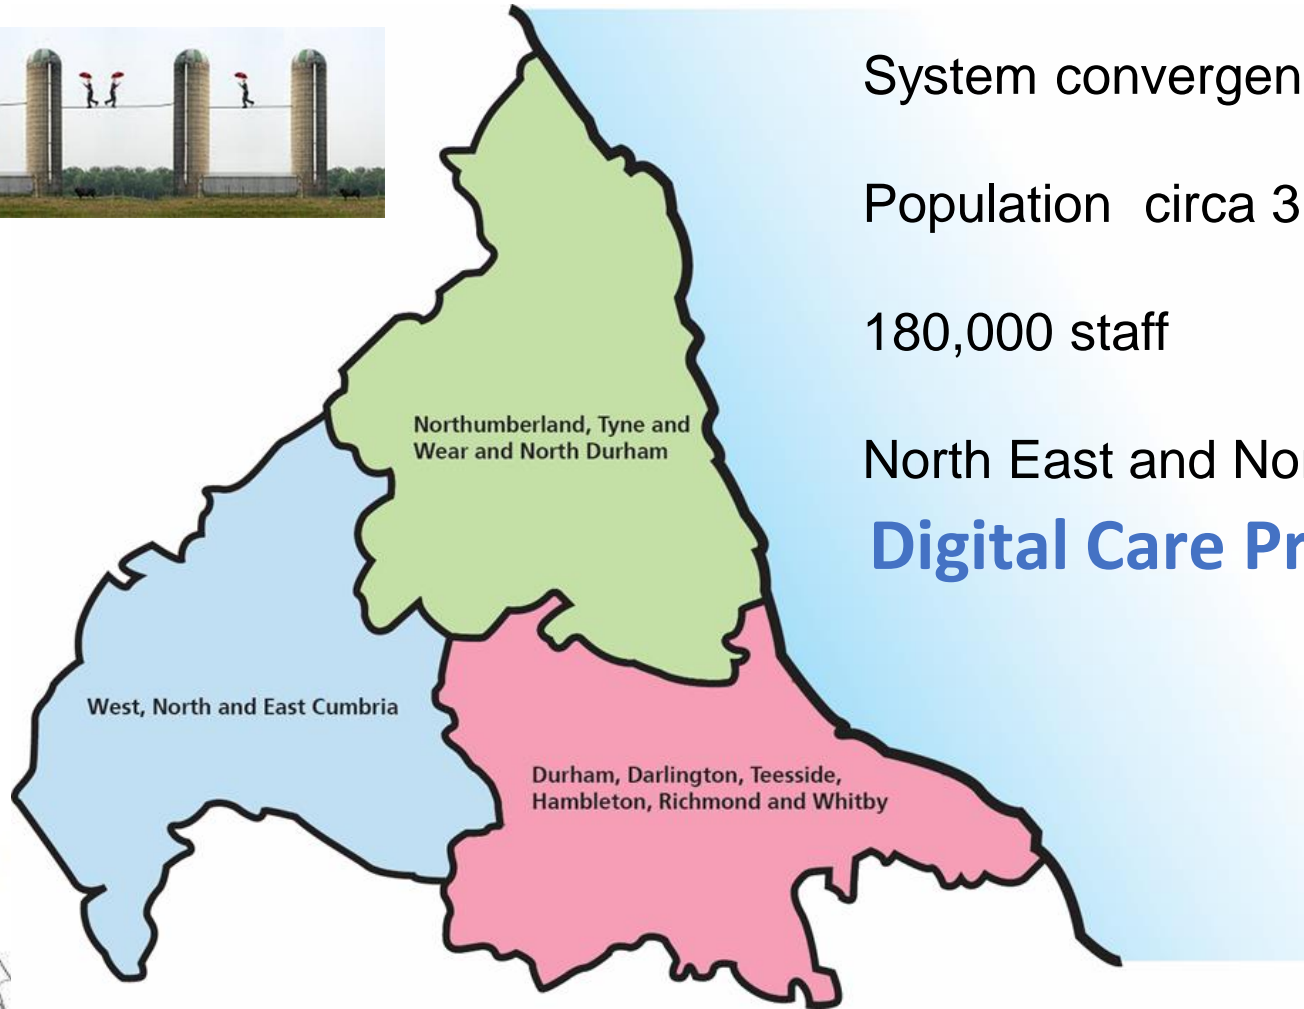 System convergen
Population circa 3
180,000 staff
North East and Nor
Digital Care Pr
Northumberland, Tyne and
Wear and North Durham
West, North and East Cumbria
Durham, Darlington, Teesside,
Hambleton, Richmond and Whitby